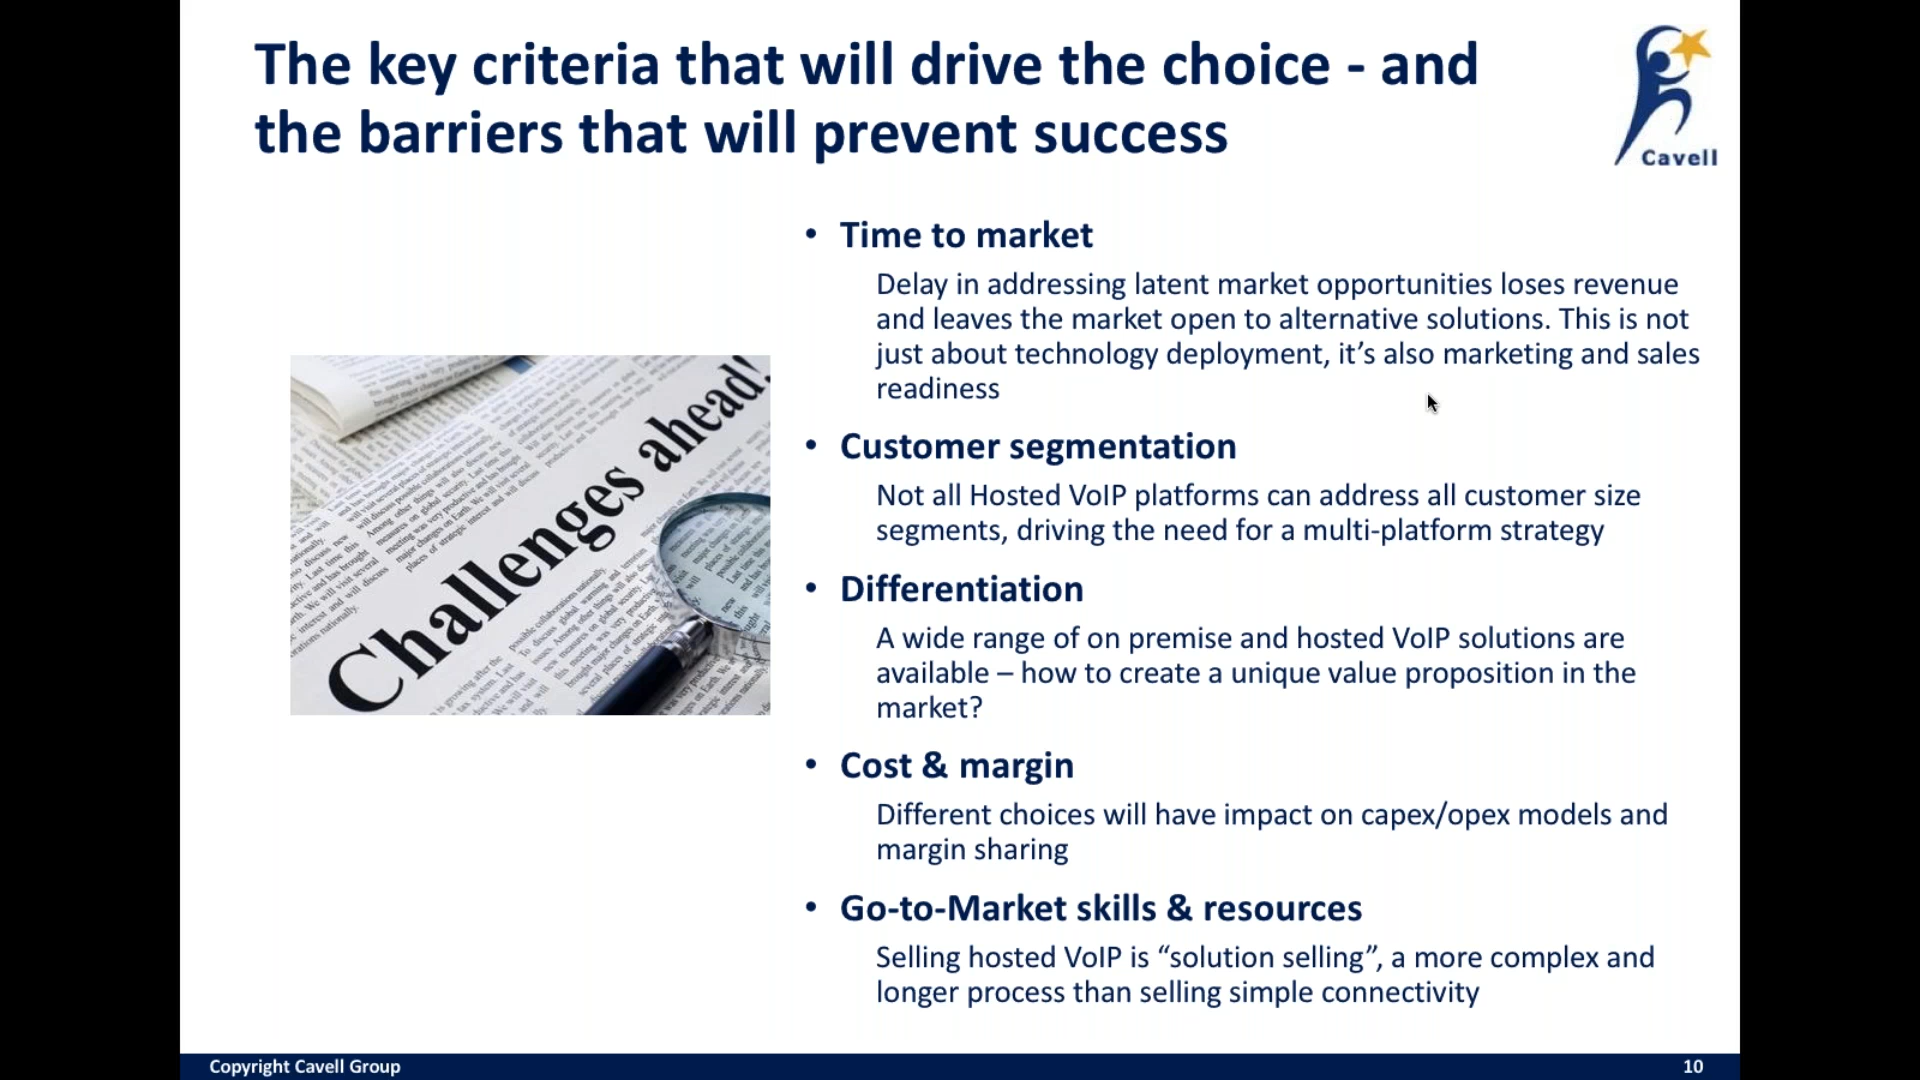 The key criteria that will drive the choice - and
the barriers that will prevent success
Cavell
Challenges ahead!
• Time to market
Delay in addressing latent market opportunities loses revenue
and leaves the market open to alternative solutions. This is not
just about technology deployment, it’s also marketing and sales
readiness
• Customer segmentation
Not all Hosted VoIP platforms can address all customer size
segments, driving the need for a multi-platform strategy
• Differentiation
A wide range of on premise and hosted VoIP solutions are
available – how to create a unique value proposition in the
market?
• Cost & margin
Different choices will have impact on capex/opex models and
margin sharing
• Go-to-Market skills & resources
Selling hosted VoIP is “solution selling”, a more complex and
longer process than selling simple connectivity
Copyright Cavell Group
10